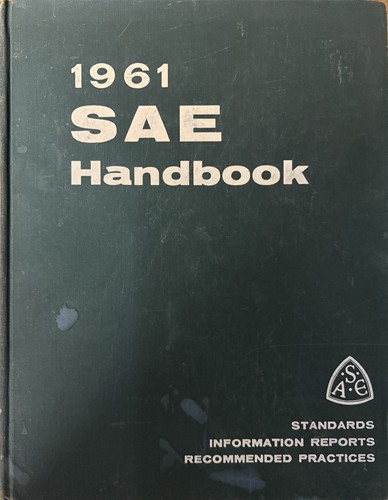 1961
SAE
Handbook
S
A E
STANDARDS
INFORMATION REPORTS
RECOMMENDED PRACTICES